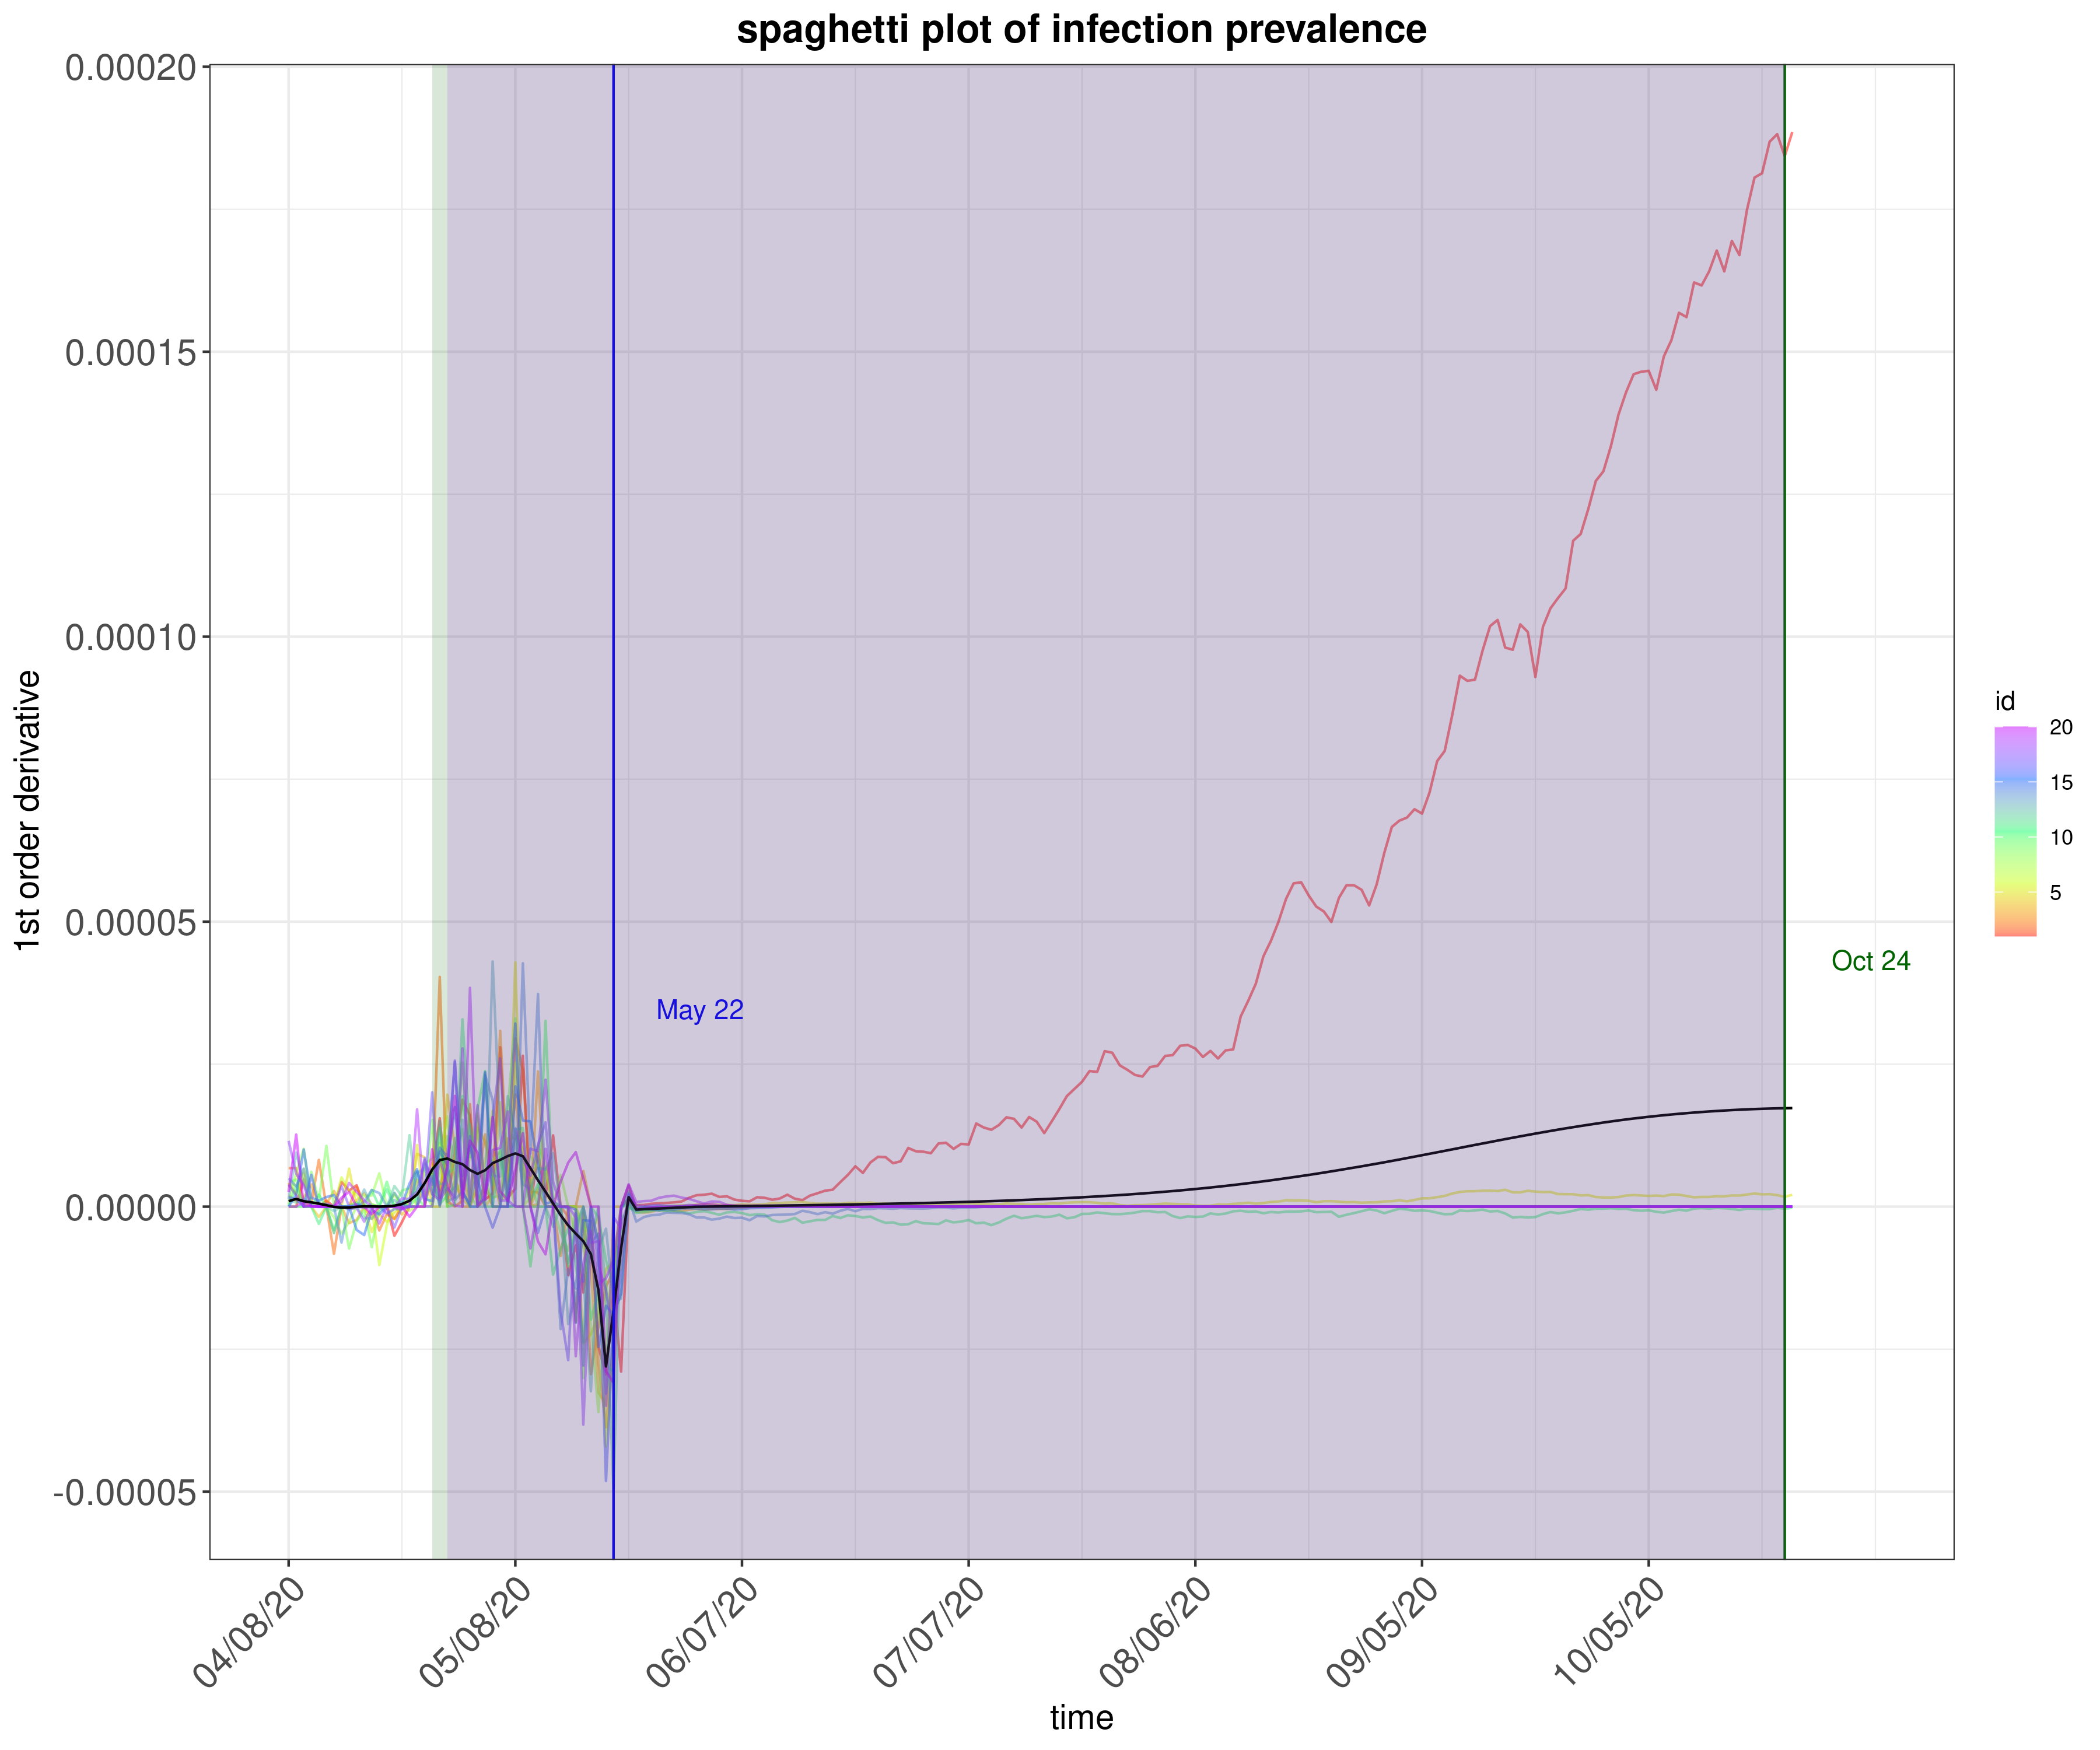 spaghetti plot of infection prevalence
0.00020
0.00015
0.00010
0.00005
0.00000
-0.00005
1st order derivative
May 22
Oct 24
04/08/20
05/08/20
06/07/20
07/07/20
08/06/20
09/05/20
10/05/20
time
id
20
15
10
5